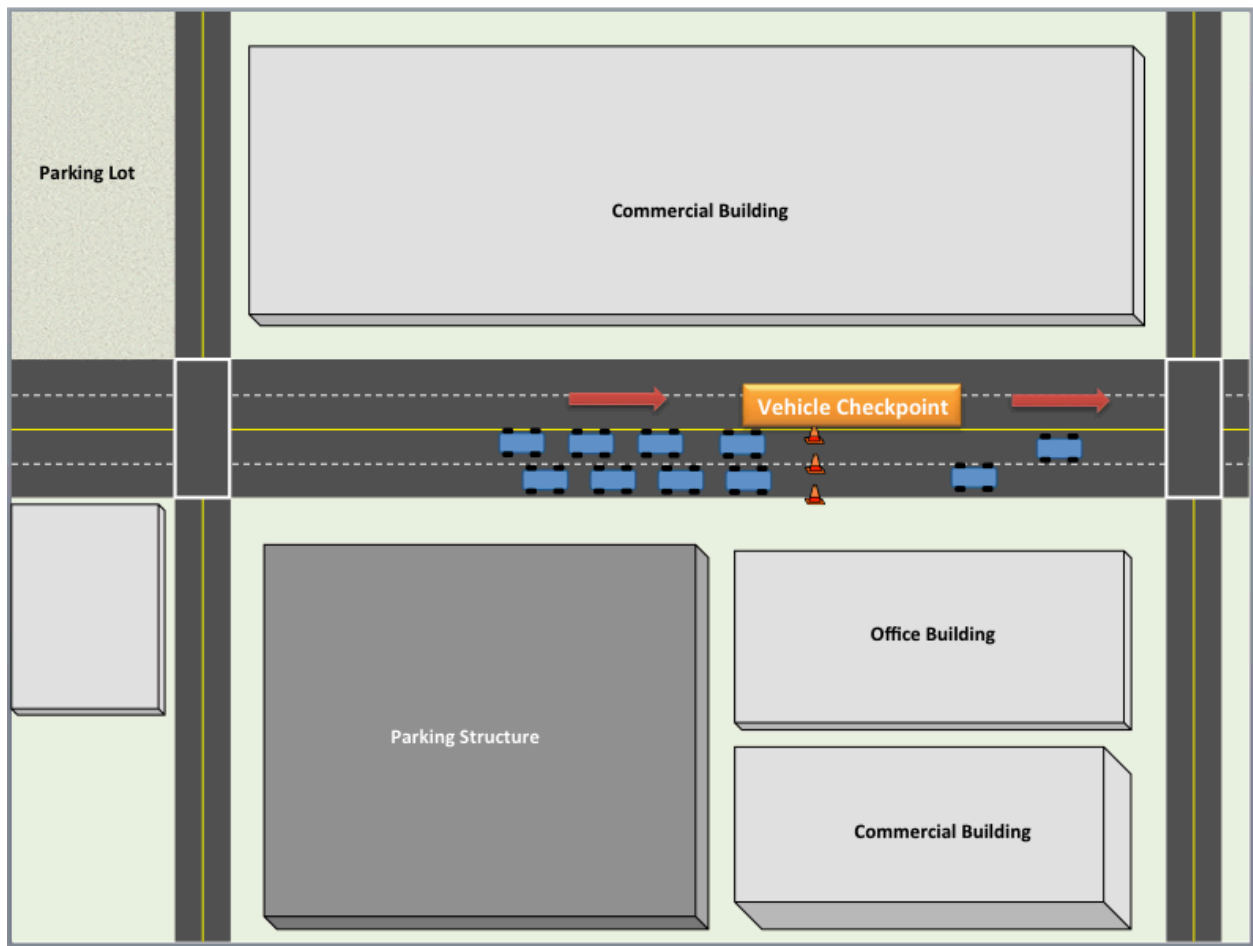 Parking Lot
Commercial Building
Vehicle Checkpoint
Office Building
Parking Structure
Commercial Building